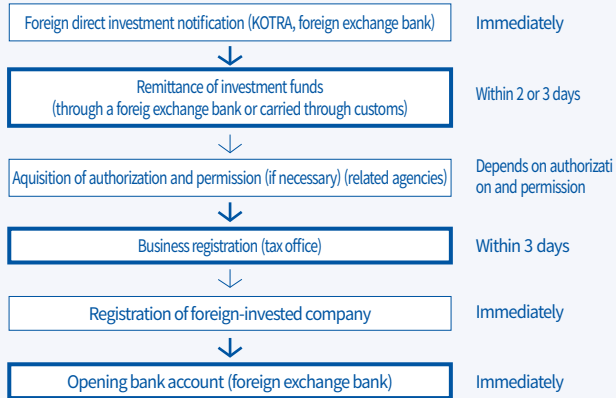 Foreign direct investment notification (KOTRA, foreign exchange bank)
Immediately
Remittance of investment funds
(through a foreig exchange bank or carried through customs)
Within 2 or 3 days
Aquisition of authorization and permission (if necessary) (related agencies)
Depends on authorizati
on and permission
Business registration (tax office)
Within 3 days
Registration of foreign-invested company
Immediately
Opening bank account (foreign exchange bank)
Immediately